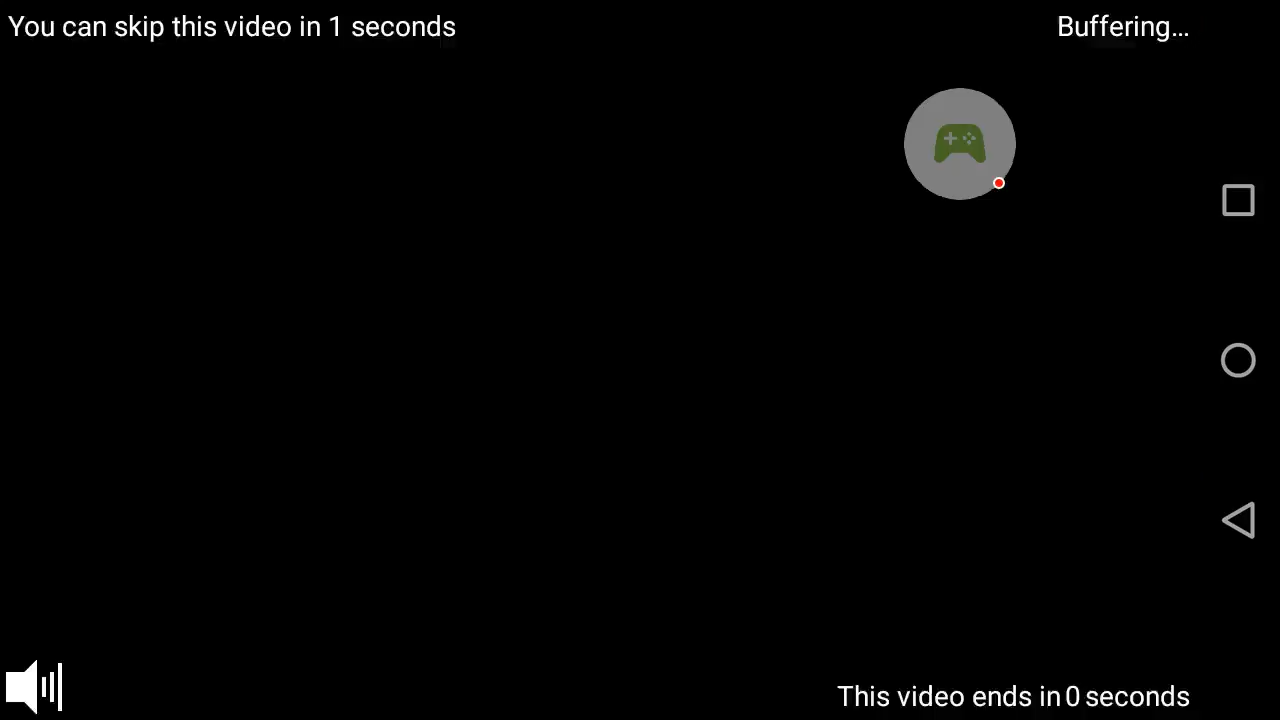 You can skip this video in 1 seconds
Buffering...
This video ends in 0 seconds